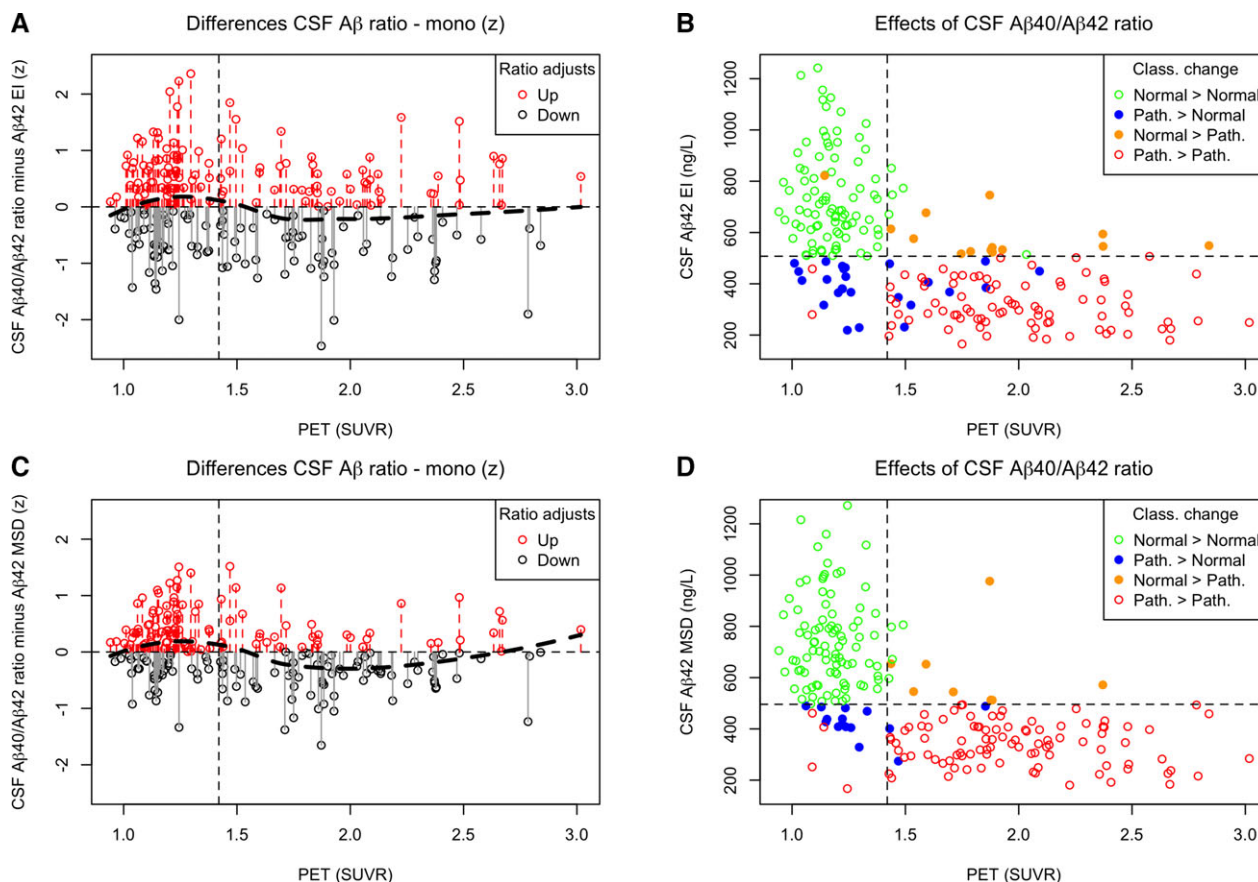 A
Differences CSF Aβ ratio - mono (z)
CSF Aβ40/Aβ42 ratio minus Aβ42 EI (z)
2
1
0
-1
-2
Ratio adjusts
Up
Down
1.0 1.5 2.0 2.5 3.0
PET (SUVR)
B
Effects of CSF Aβ40/Aβ42 ratio
CSF Aβ42 EI (ng/L)
1200
1000
800
600
400
200
Class. change
Normal > Normal
Path. > Normal
Normal > Path.
Path. > Path.
1.0 1.5 2.0 2.5 3.0
PET (SUVR)
C
Differences CSF Aβ ratio - mono (z)
CSF Aβ40/Aβ42 ratio minus Aβ42 MSD (z)
2
1
0
-1
-2
Ratio adjusts
Up
Down
1.0 1.5 2.0 2.5 3.0
PET (SUVR)
D
Effects of CSF Aβ40/Aβ42 ratio
CSF Aβ42 MSD (ng/L)
1200
1000
800
600
400
200
Class. change
Normal > Normal
Path. > Normal
Normal > Path.
Path. > Path.
1.0 1.5 2.0 2.5 3.0
PET (SUVR)